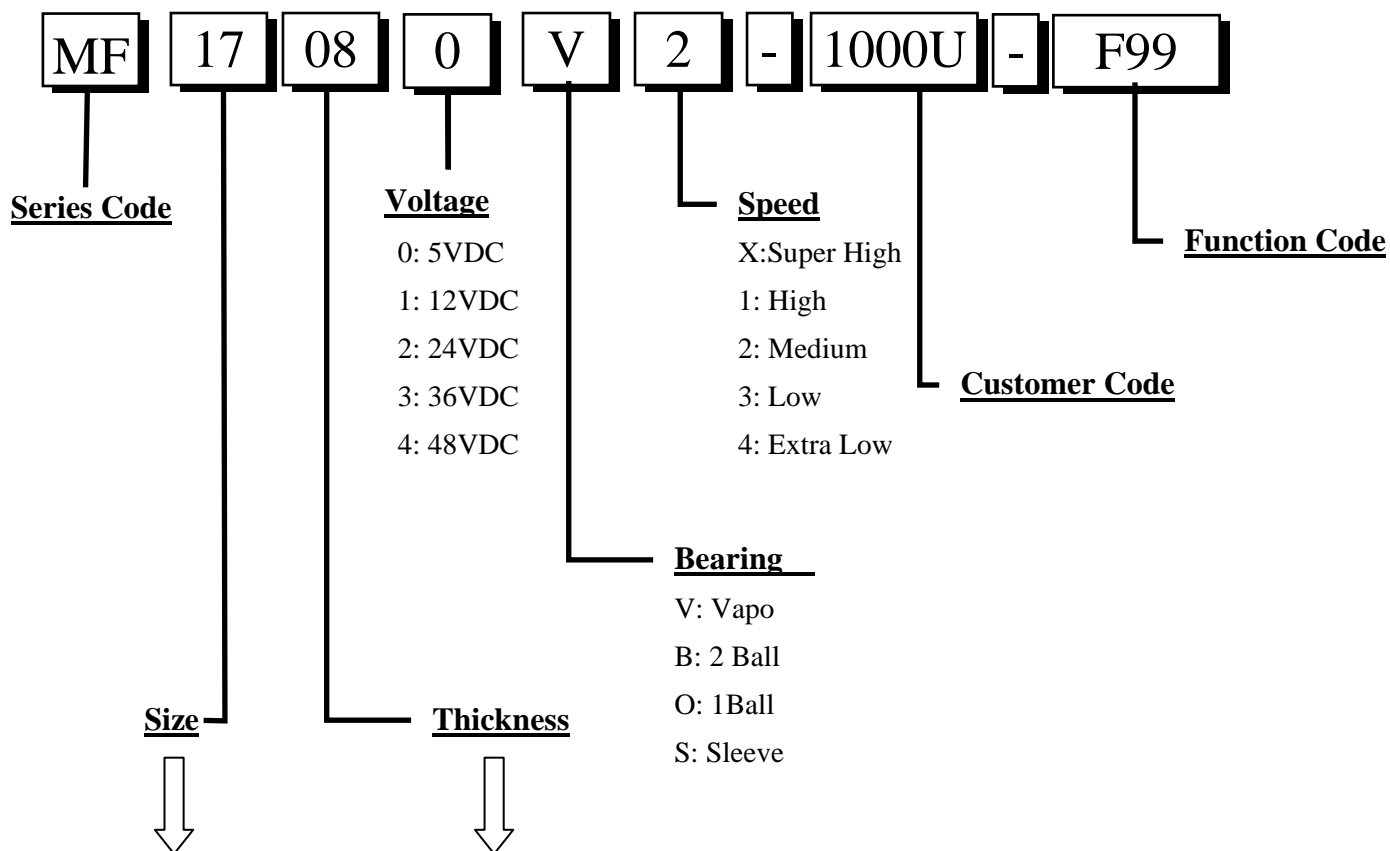 MF 17 08 0 V 2 - 1000U - F99
Series Code
Voltage
0: 5VDC
1: 12VDC
2: 24VDC
3: 36VDC
4: 48VDC
Speed
X:Super High
1: High
2: Medium
3: Low
4: Extra Low
Function Code
Customer Code
Bearing
V: Vapo
B: 2 Ball
O: 1Ball
S: Sleeve
Size
Thickness